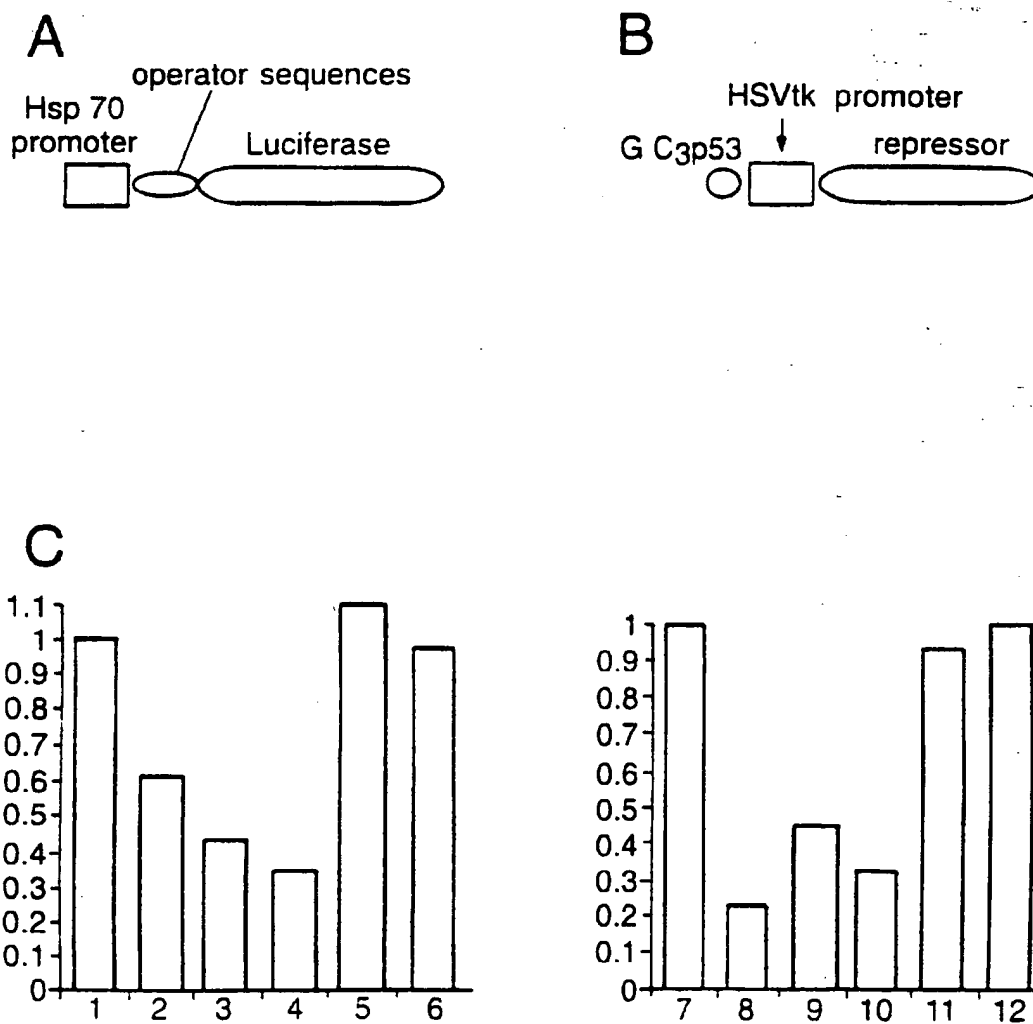 A
operator sequences
Hsp 70
promoter
Luciferase
B
HSVtk promoter
G C3p53
repressor
C
1.1
1
0.9
0.8
0.7
0.6
0.5
0.4
0.3
0.2
0.1
0
1 2 3 4 5 6
1
0.9
0.8
0.7
0.6
0.5
0.4
0.3
0.2
0.1
0
7 8 9 10 11 12